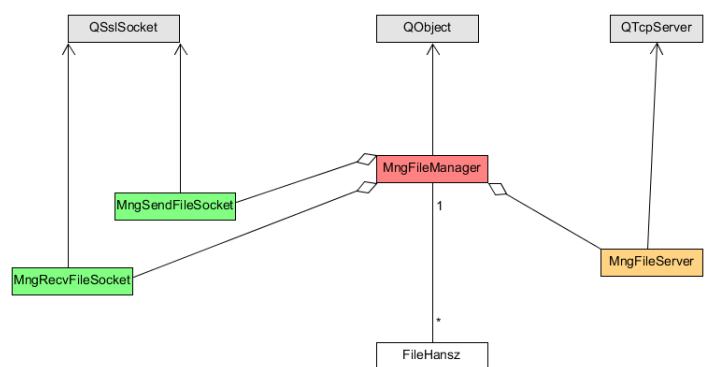 QSslSocket
QObject
QTcpServer
MngFileManager
MngSendFileSocket
1
MngFileServer
MngRecvFileSocket
*
FileHansz